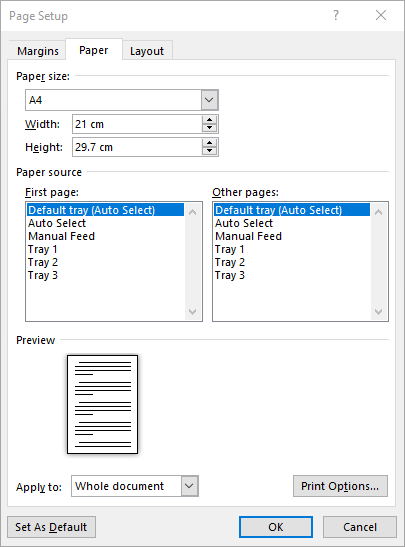 Page Setup ?
Margins Paper Layout
Paper size:
A4
Width: 21 cm
Height: 29.7 cm
Paper source
First page: Other pages:
Default tray (Auto Select) Default tray (Auto Select)
Auto Select Auto Select
Manual Feed Manual Feed
Tray 1 Tray 1
Tray 2 Tray 2
Tray 3 Tray 3
Preview
Apply to: Whole document Print Options...
Set As Default OK Cancel